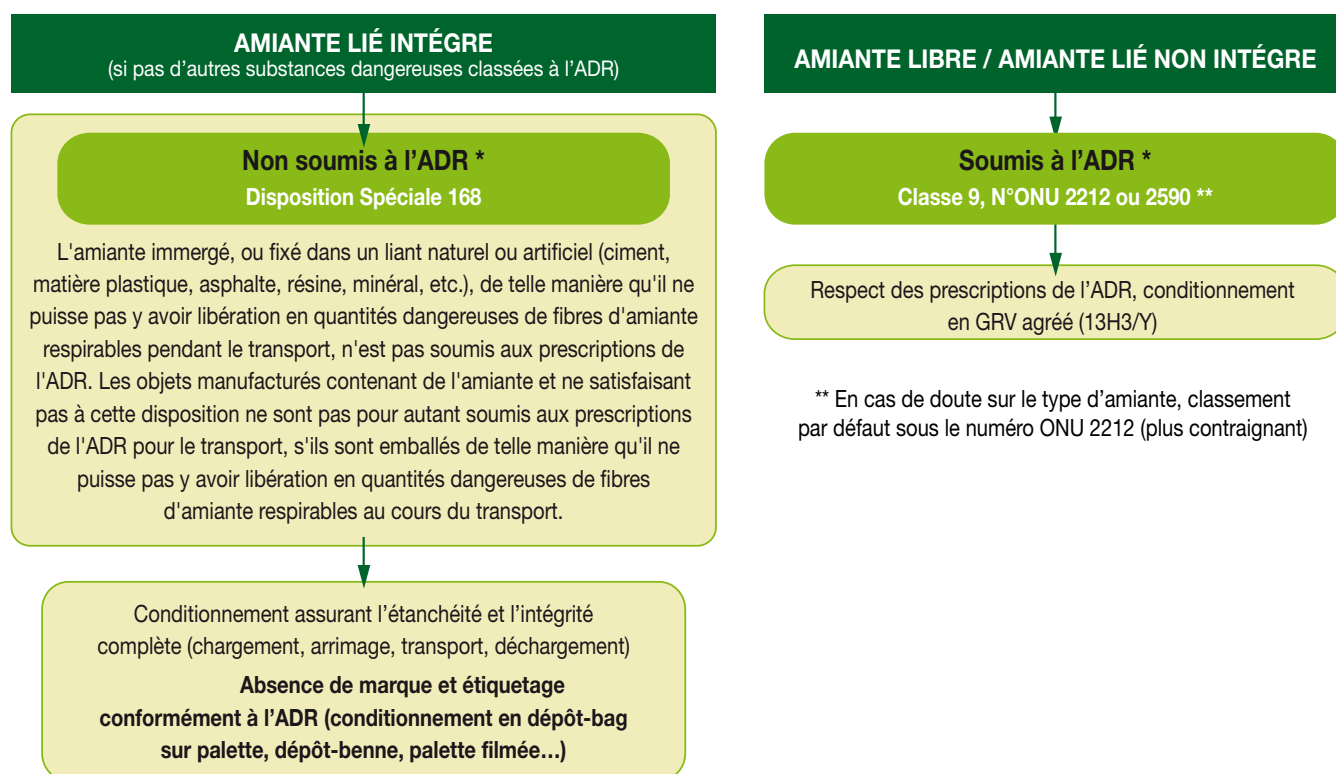 AMIANTE LIÉ INTÉGRE
(si pas d'autres substances dangereuses classées à l'ADR)
Non soumis à l'ADR *
Disposition Spéciale 168
L'amiante immergé, ou fixé dans un liant naturel ou artificiel (ciment,
matière plastique, asphalte, résine, minéral, etc.), de telle manière qu'il ne
puisse pas y avoir libération en quantités dangereuses de fibres d'amiante
respirables pendant le transport, n'est pas soumis aux prescriptions de
l'ADR. Les objets manufacturés contenant de l'amiante et ne satisfaisant
pas à cette disposition ne sont pas pour autant soumis aux prescriptions
de l'ADR pour le transport, s'ils sont emballés de telle manière qu'il ne
puisse pas y avoir libération en quantités dangereuses de fibres
d'amiante respirables au cours du transport.
Conditionnement assurant l'étanchéité et l'intégrité
complète (chargement, arrimage, transport, déchargement)
Absence de marque et étiquetage
conformément à l'ADR (conditionnement en dépôt-bag
sur palette, dépôt-benne, palette filmée…)
AMIANTE LIBRE / AMIANTE LIÉ NON INTÉGRE
Soumis à l'ADR *
Classe 9, N°ONU 2212 ou 2590 **
Respect des prescriptions de l'ADR, conditionnement
en GRV agréé (13H3/Y)
** En cas de doute sur le type d'amiante, classement
par défaut sous le numéro ONU 2212 (plus contraignant)